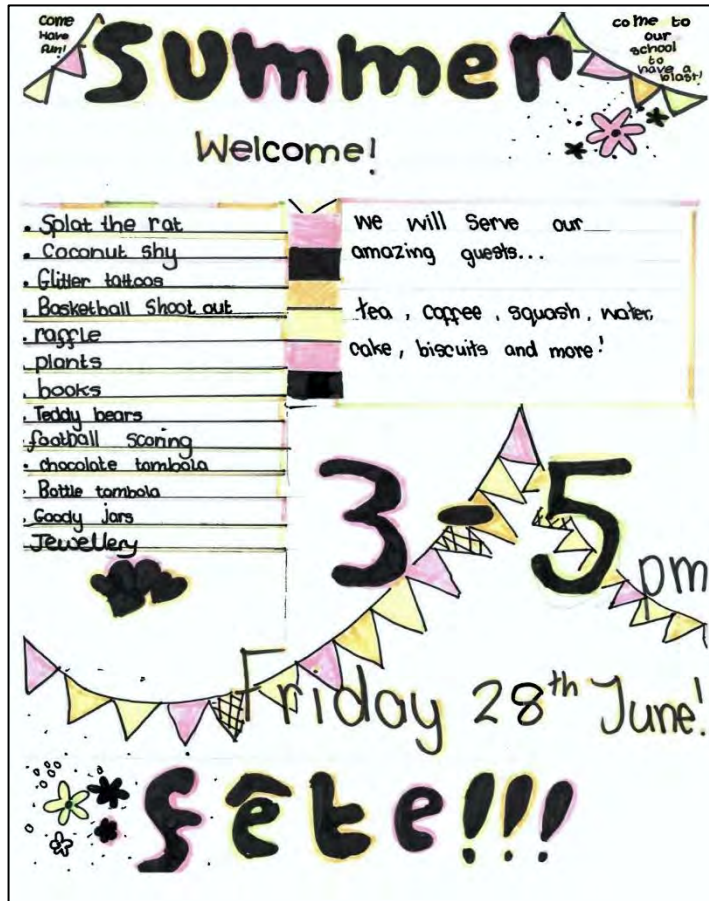 come
Have
fun!
Summer
come to
our
school
to
have a
blast!
Welcome!
. Splat the rat
. Coconut shy
. Glitter tattoos
. Basketball Shoot out
. raffle
. plants
. books
. Teddy bears
. football scoring
. chocolate tombola
. Bottle tombola
. Goody jars
. Jewellery
we will serve our
amazing guests...
tea, coffee, squash, water,
cake, biscuits and more!
3-5
pm
Friday 28th June!
fête!!!